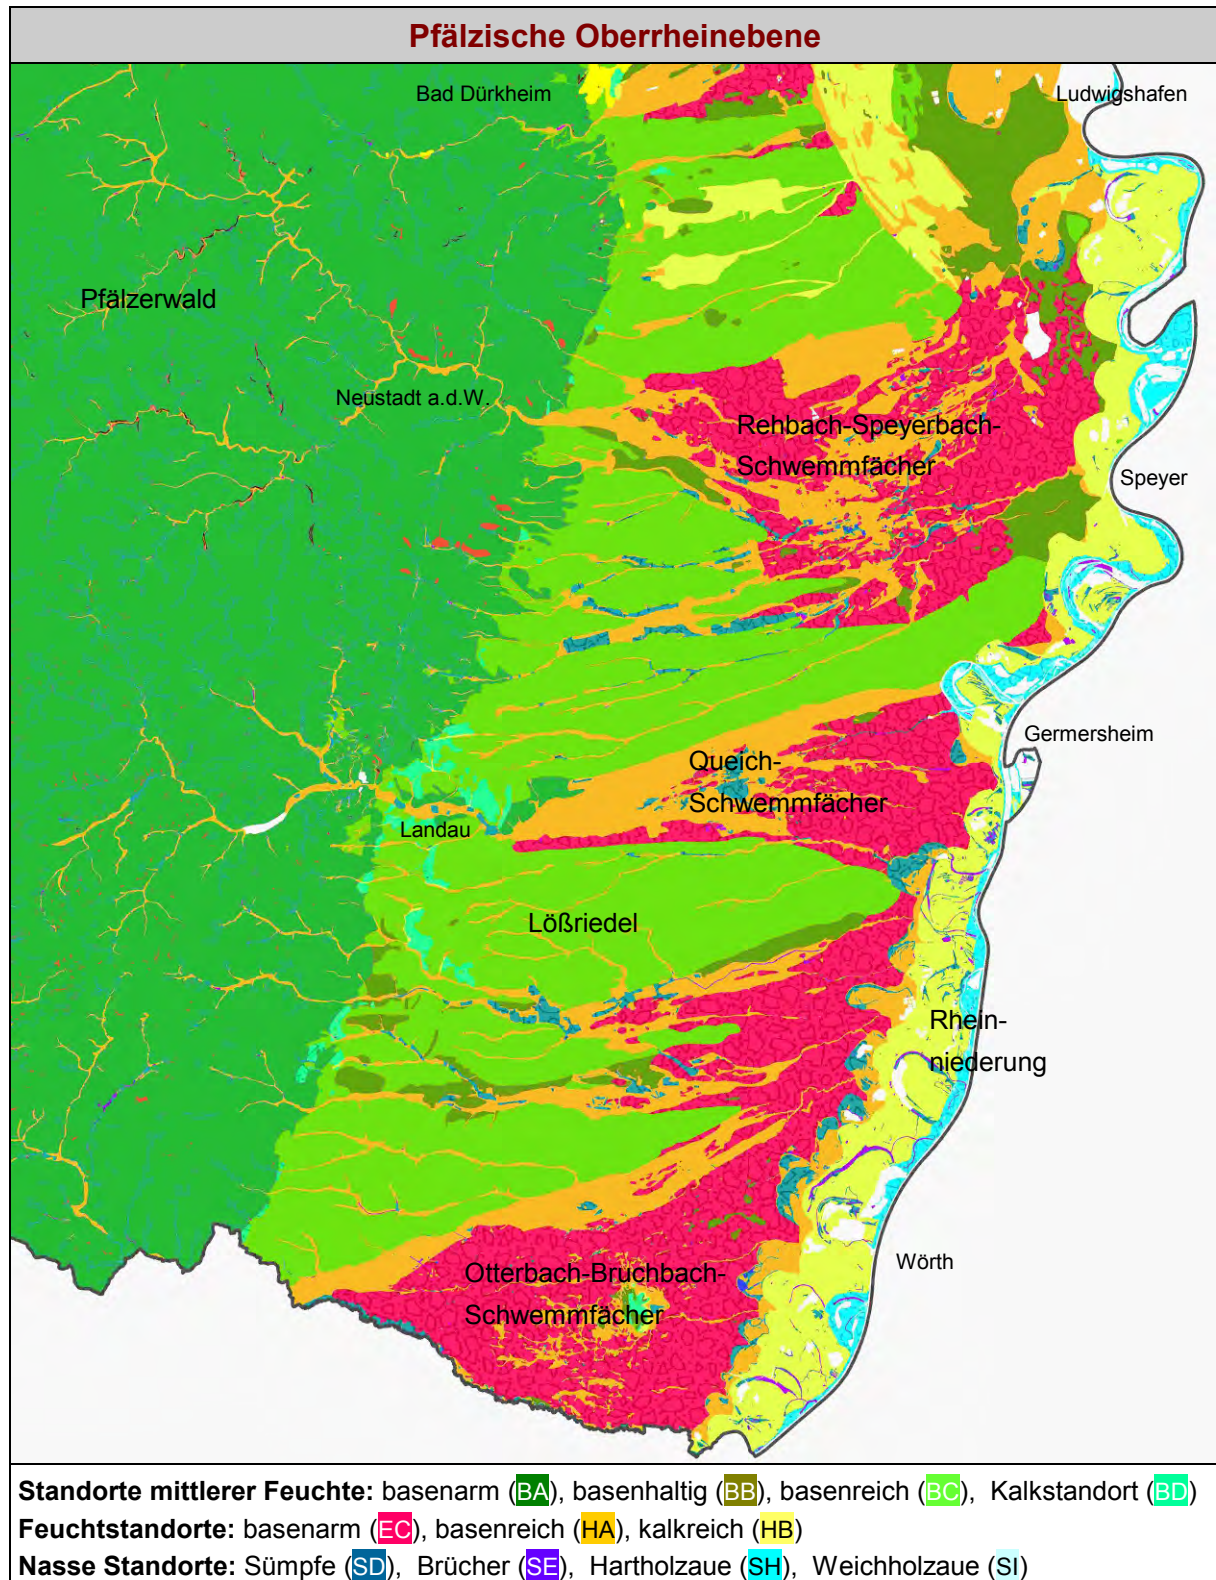 Pfälzische Oberrheinebene
Bad Dürkheim
Ludwigshafen
Pfälzerwald
Neustadt a.d.W.
Rehbach-Speyerbach-
Schwemmfächer
Speyer
Germersheim
Queich-
Schwemmfächer
Landau
Lößriedel
Rhein-
niederung
Wörth
Otterbach-Bruchbach-
Schwemmfächer
Standorte mittlerer Feuchte: basenarm (BA), basenhaltig (BB), basenreich (BC), Kalkstandort (BD)
Feuchtstandorte: basenarm (EC), basenreich (HA), kalkreich (HB)
Nasse Standorte: Sümpfe (SD), Brücher (SE), Hartholzaue (SH), Weichholzaue (SI)